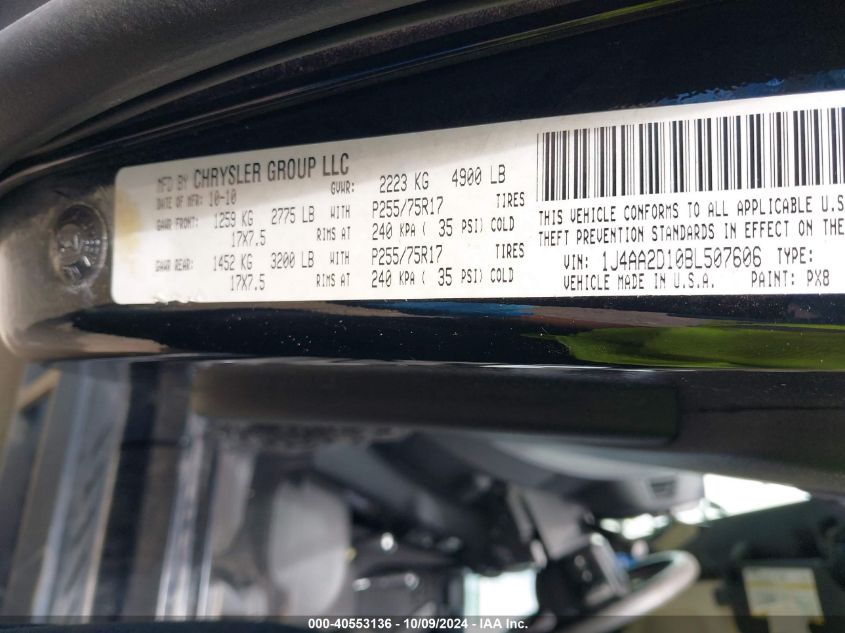 MFD BY CHRYSLER GROUP LLC
DATE OF MFR: 10-10 GVWR: 2223 KG 4900 LB
GAWR FRONT: 1259 KG 2775 LB WITH P255/75R17 TIRES
17X7.5 RIMS AT 240 KPA ( 35 PSI) COLD
GAWR REAR: 1452 KG 3200 LB WITH P255/75R17 TIRES
17X7.5 RIMS AT 240 KPA ( 35 PSI) COLD
THIS VEHICLE CONFORMS TO ALL APPLICABLE U.S
THEFT PREVENTION STANDARDS IN EFFECT ON THE
VIN: 1J4AA2D10BL507606 TYPE:
VEHICLE MADE IN U.S.A. PAINT: PX8
000-40553136 - 10/09/2024 - IAA Inc.